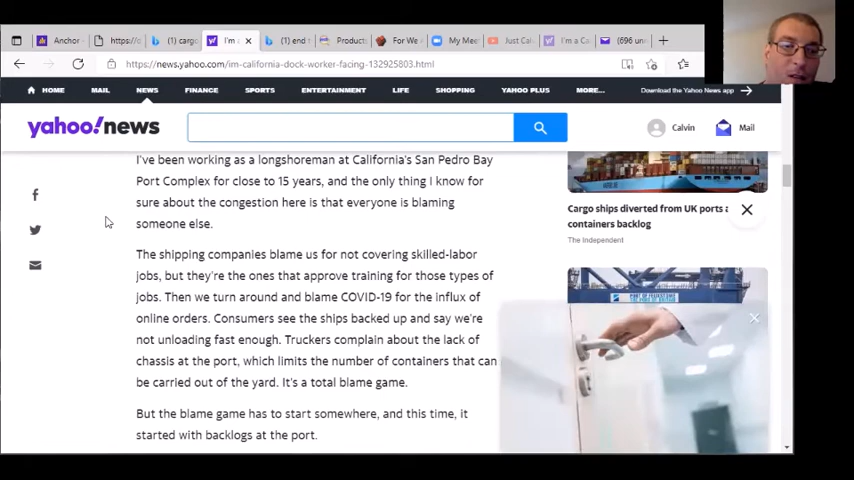 Anchor -
https://c
(1) cargo
I'm c
(1) end t
Products
For We A
My Mee
Just Cal
I'm a Ca
(696 unr
https://news.yahoo.com/im-california-dock-worker-facing-132925803.html
HOME
MAIL
NEWS
FINANCE
SPORTS
ENTERTAINMENT
LIFE
SHOPPING
YAHOO PLUS
MORE...
Download the Yahoo News app
yahoo!news
Calvin
Mail
I've been working as a longshoreman at California's San Pedro Bay
Port Complex for close to 15 years, and the only thing I know for
sure about the congestion here is that everyone is blaming
someone else.
The shipping companies blame us for not covering skilled-labor
jobs, but they're the ones that approve training for those types of
jobs. Then we turn around and blame COVID-19 for the influx of
online orders. Consumers see the ships backed up and say we're
not unloading fast enough. Truckers complain about the lack of
chassis at the port, which limits the number of containers that can
be carried out of the yard. It's a total blame game.
But the blame game has to start somewhere, and this time, it
started with backlogs at the port.
Cargo ships diverted from UK ports a
containers backlog
The Independent